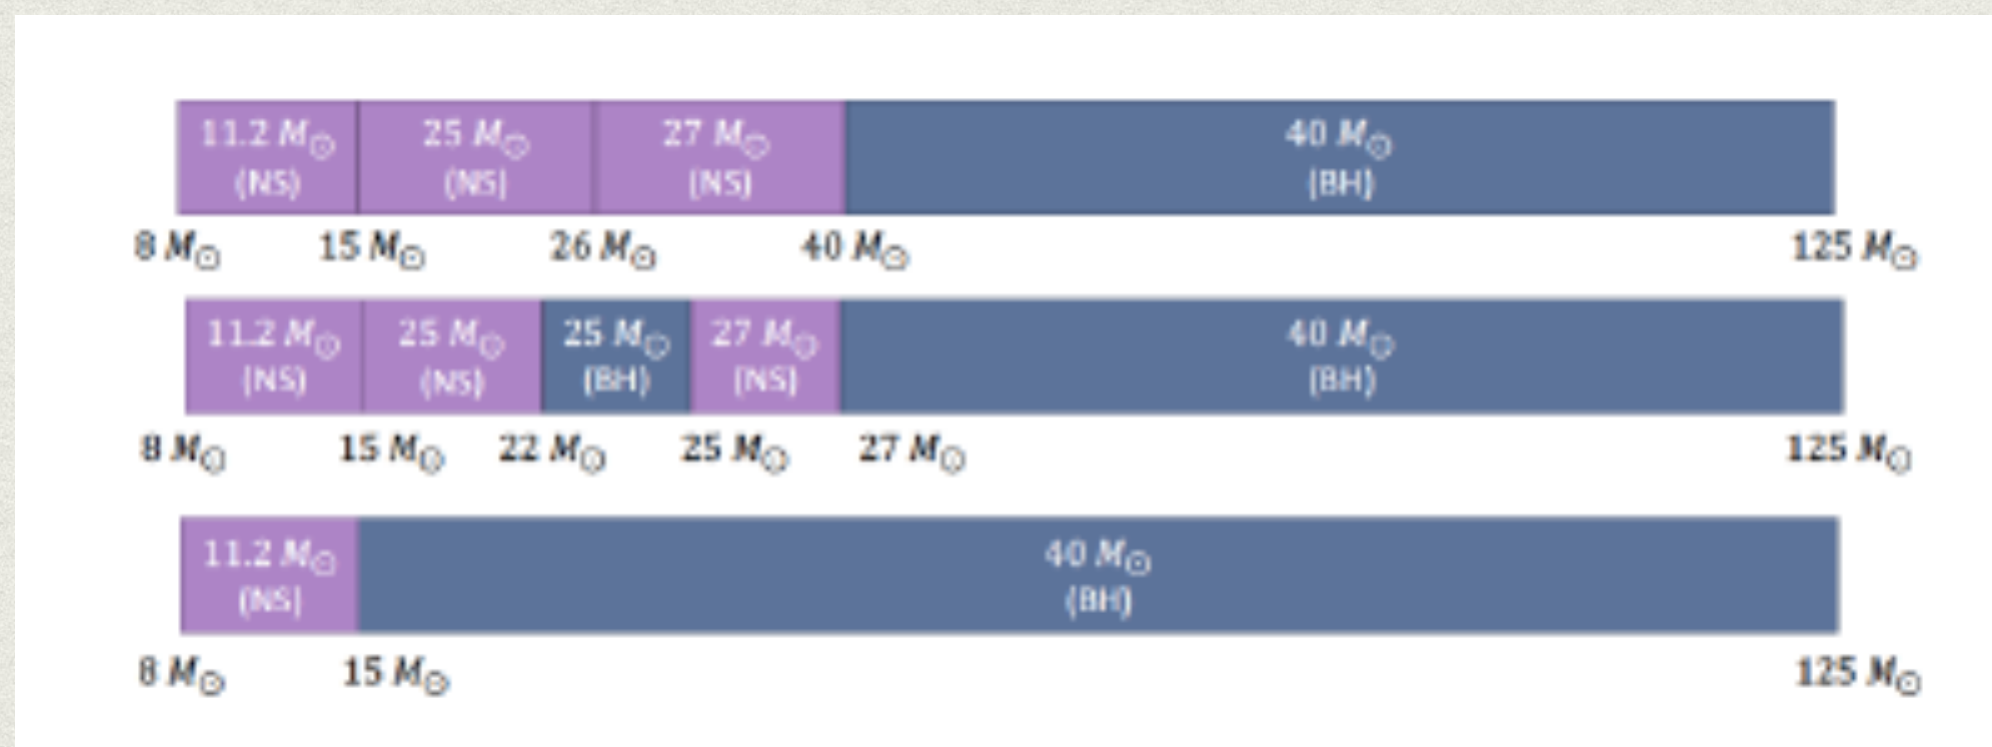 11.2 M☉ 25 M☉ 27 M☉ 40 M☉
(NS) (NS) (NS) (BH)
8 M☉ 15 M☉ 26 M☉ 40 M☉ 125 M☉
11.2 M☉ 25 M☉ 25 M☉ 27 M☉ 40 M☉
(NS) (NS) (BH) (NS) (BH)
8 M☉ 15 M☉ 22 M☉ 25 M☉ 27 M☉ 125 M☉
11.2 M☉ 40 M☉
(NS) (BH)
8 M☉ 15 M☉ 125 M☉